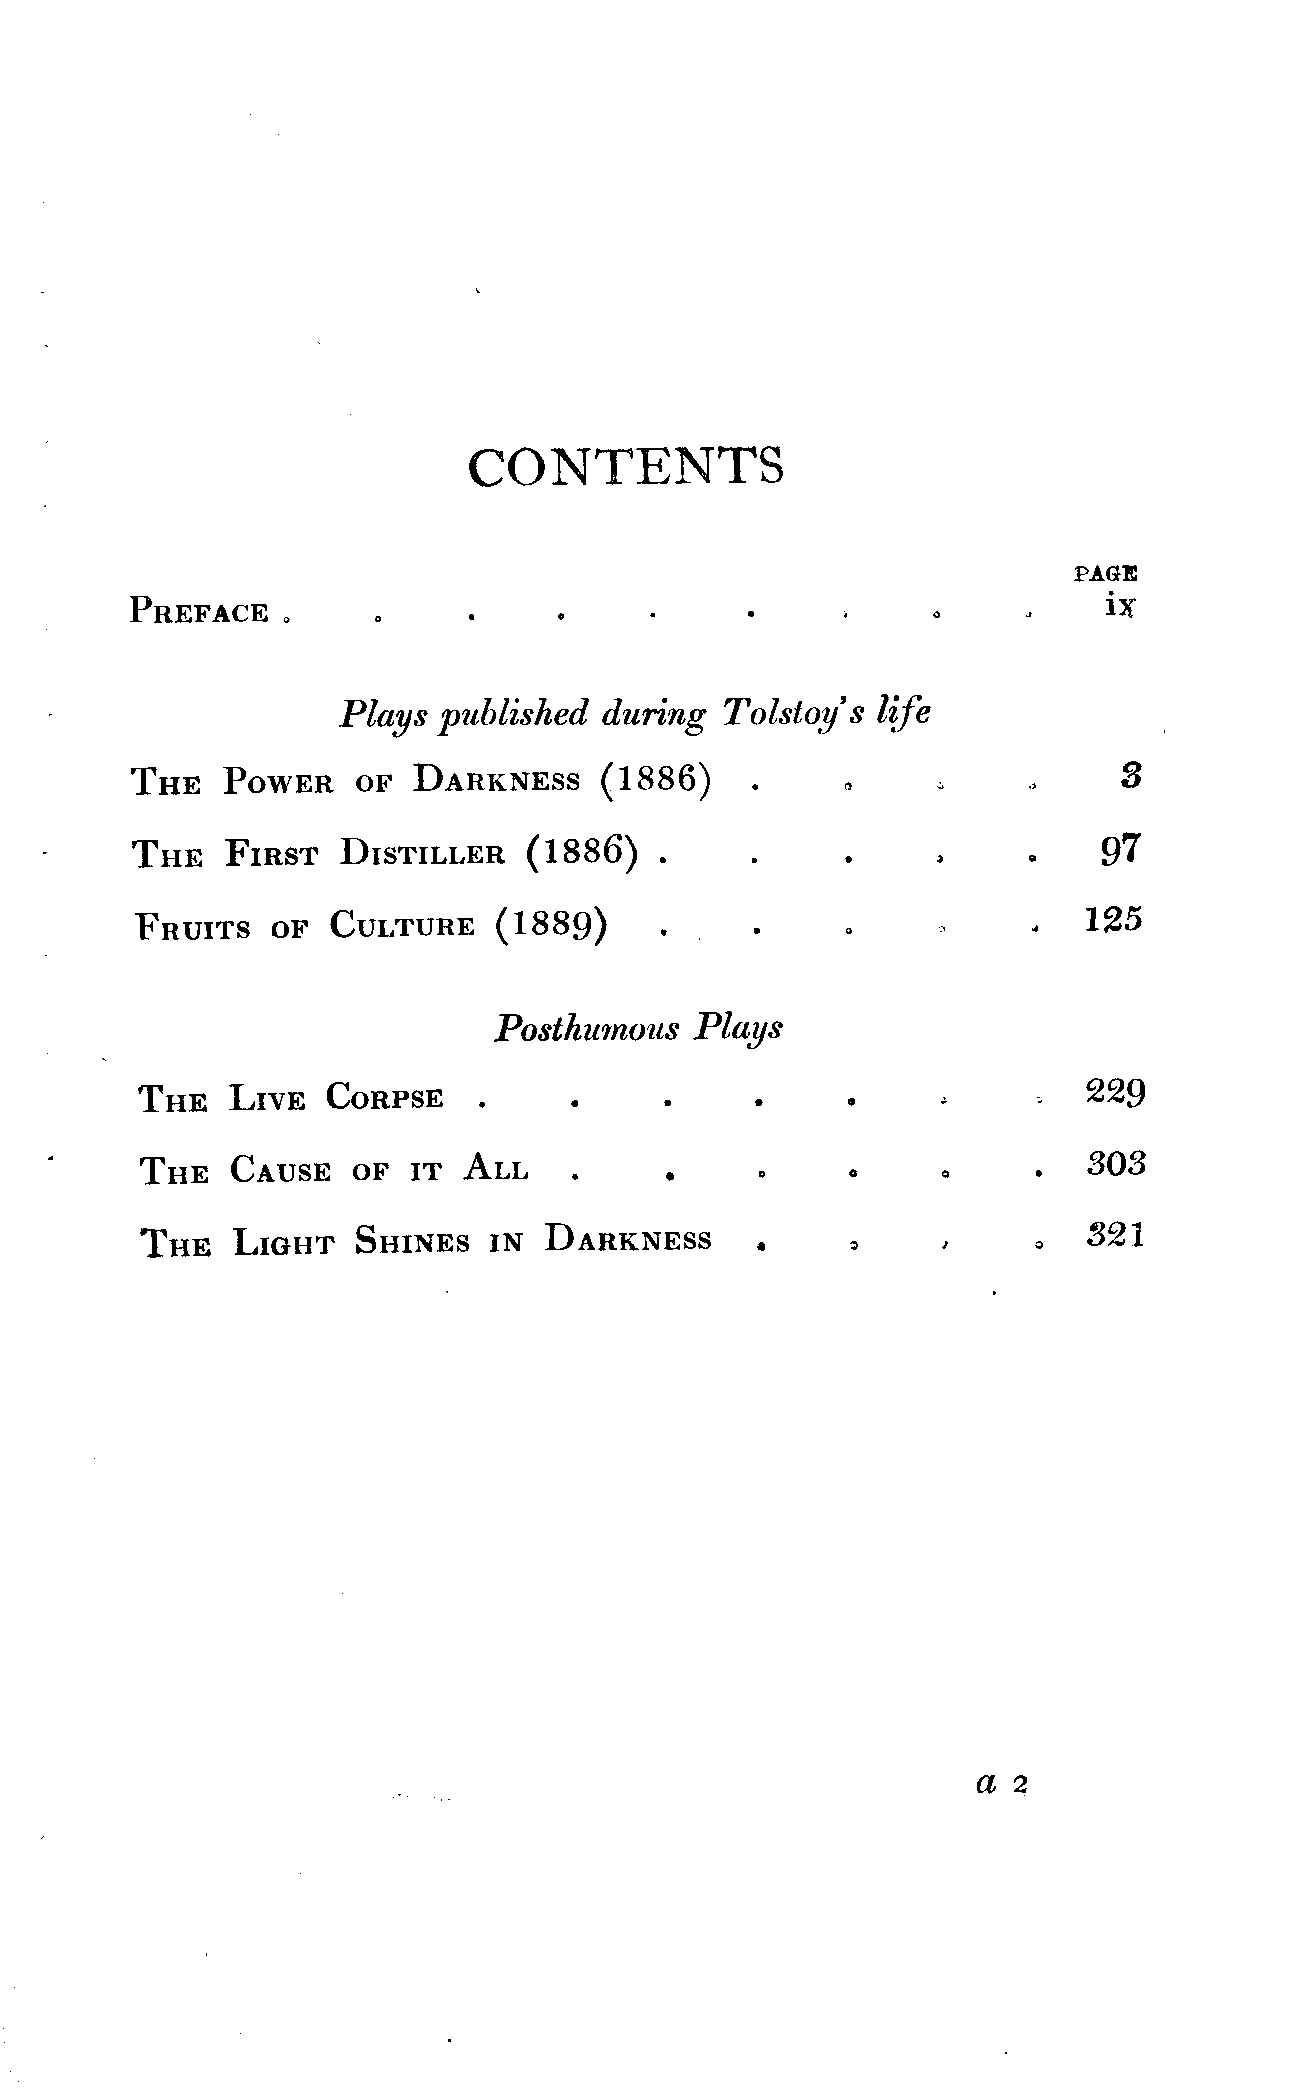 CONTENTS
PAGE
PREFACE . . . . . . . . . ix
Plays published during Tolstoy's life
THE POWER OF DARKNESS (1886) . . . . 3
THE FIRST DISTILLER (1886) . . . . . 97
FRUITS OF CULTURE (1889) . . . . . 125
Posthumous Plays
THE LIVE CORPSE . . . . . . . 229
THE CAUSE OF IT ALL . . . . . . 303
THE LIGHT SHINES IN DARKNESS . . . . 321
a 2